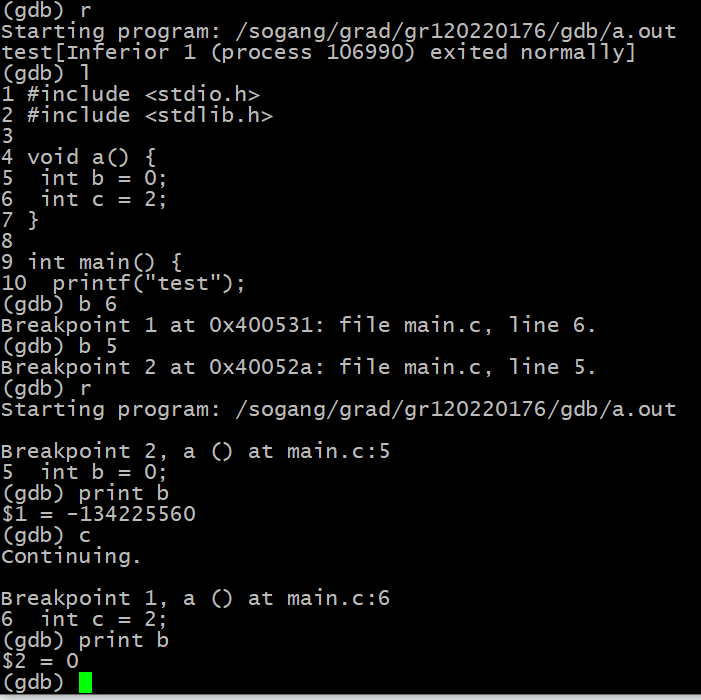 (gdb) r
Starting program: /sogang/grad/gr120220176/gdb/a.out
test[Inferior 1 (process 106990) exited normally]
(gdb) l
1 #include <stdio.h>
2 #include <stdlib.h>
3
4 void a() {
5  int b = 0;
6  int c = 2;
7 }
8
9 int main() {
10  printf("test");
(gdb) b 6
Breakpoint 1 at 0x400531: file main.c, line 6.
(gdb) b 5
Breakpoint 2 at 0x40052a: file main.c, line 5.
(gdb) r
Starting program: /sogang/grad/gr120220176/gdb/a.out

Breakpoint 2, a () at main.c:5
5  int b = 0;
(gdb) print b
$1 = -134225560
(gdb) c
Continuing.

Breakpoint 1, a () at main.c:6
6  int c = 2;
(gdb) print b
$2 = 0
(gdb)